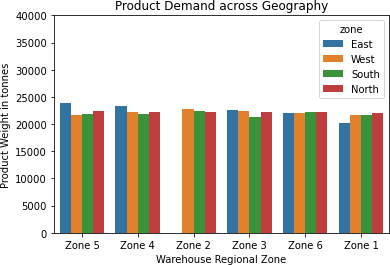 Product Demand across Geography
Product Weight in tonnes
40000
35000
30000
25000
20000
15000
10000
5000
0
zone
East
West
South
North
Zone 5 Zone 4 Zone 2 Zone 3 Zone 6 Zone 1
Warehouse Regional Zone